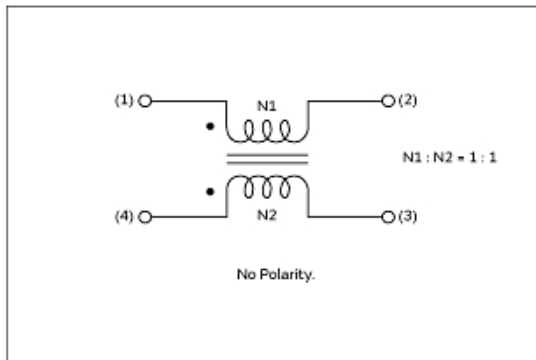 (1)
N1
(2)
N1 : N2 = 1 : 1
(4)
N2
(3)
No Polarity.